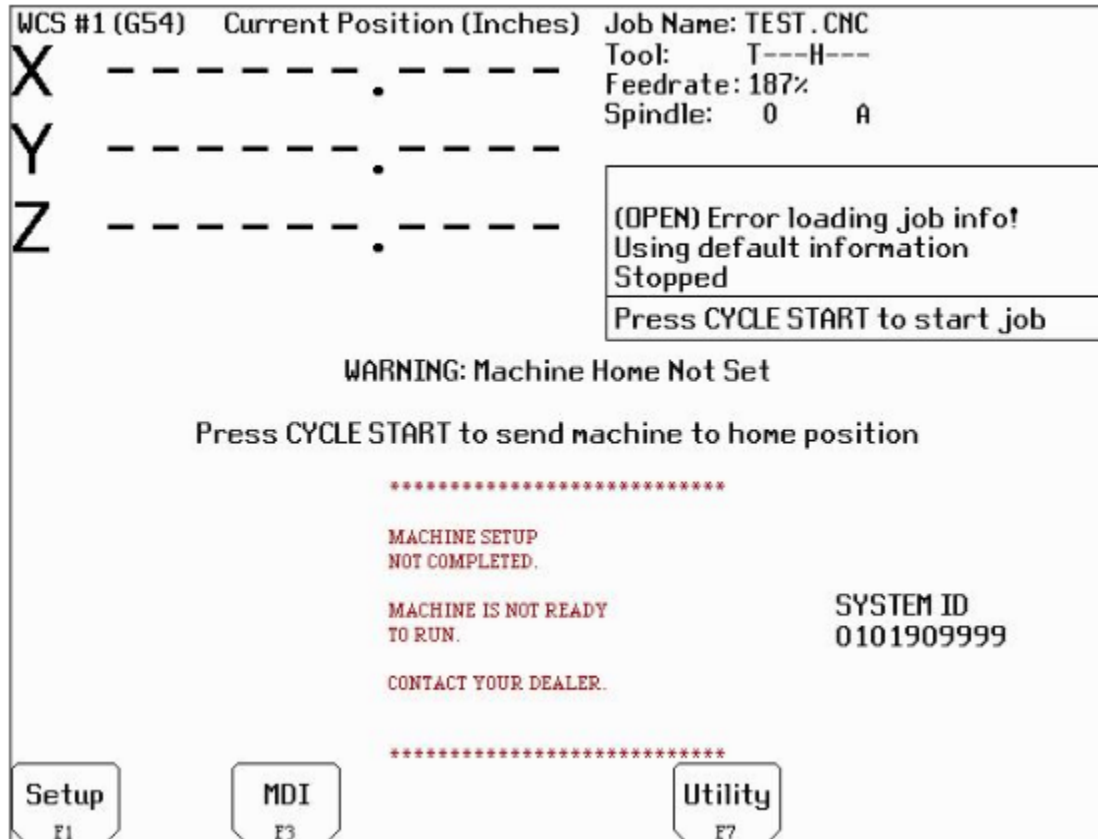 WCS #1 (G54) Current Position (Inches)
X - - - - - - - . - - - -
Y - - - - - - - . - - - -
Z - - - - - - - . - - - -
Job Name: TEST.CNC
Tool: T---H---
Feedrate: 187%
Spindle: 0 A
(OPEN) Error loading job info!
Using default information
Stopped
Press CYCLE START to start job
WARNING: Machine Home Not Set
Press CYCLE START to send machine to home position
****************************
MACHINE SETUP
NOT COMPLETED.
MACHINE IS NOT READY
TO RUN.
CONTACT YOUR DEALER.
****************************
SYSTEM ID
0101909999
Setup
F1
MDI
F3
Utility
F7